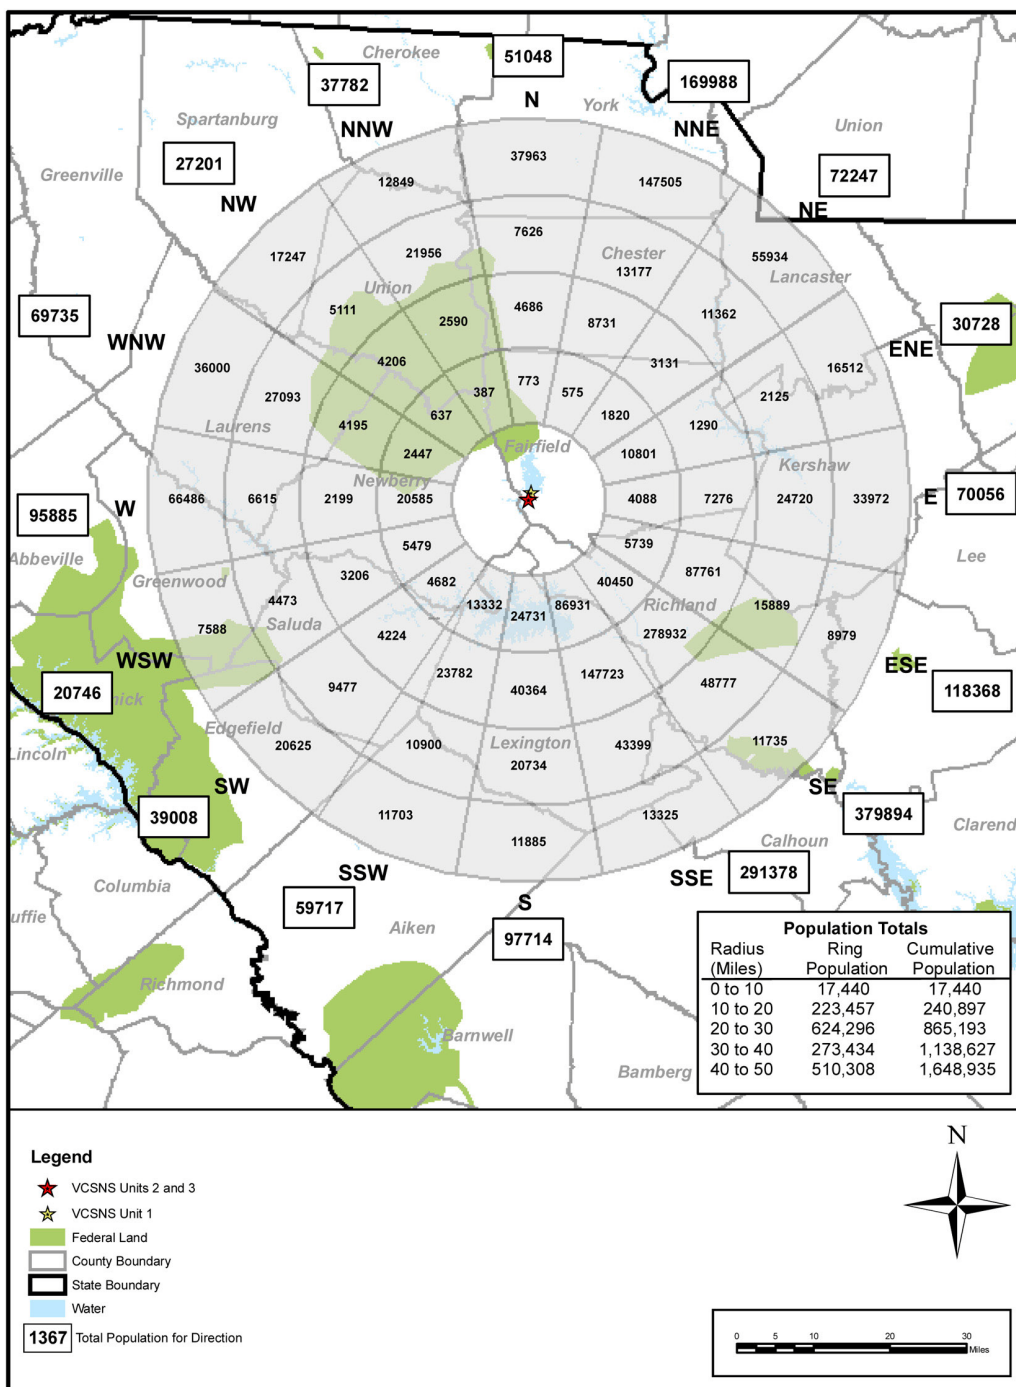 Cherokee
51048
37782
169988
N
York
NNW
NNE
Spartanburg
Union
27201
72247
Greenville
NW
NE
37963
12849
147505
7626
17247
21956
Chester
55934
13177
Lancaster
Union
5111
2590
4686
8731
11362
69735
30728
WNW
ENE
4206
3131
36000
16512
27093
387
773
575
2125
637
1820
Laurens
4195
1290
Fairfield
2447
10801
Kershaw
Newberry
66486
6615
2199
20585
4088
7276
24720
33972
E
70056
W
95885
5479
5739
Lee
Abbeville
3206
87761
Greenwood
4682
40450
4473
13332
86931
Richland
15889
24731
7588
Saluda
4224
278932
8979
WSW
ESE
20746
mick
9477
23782
40364
147723
48777
118368
Edgefield
20625
10900
Lexington
43399
11735
Lincoln
20734
SW
SE
39008
11703
13325
379894
Clarend
11885
Calhoun
SSW
SSE
291378
Columbia
59717
S
uffie
Aiken
97714
Richmond
Barnwell
Bamberg
Population Totals
Radius Ring Cumulative
(Miles) Population Population
0 to 10 17,440 17,440
10 to 20 223,457 240,897
20 to 30 624,296 865,193
30 to 40 273,434 1,138,627
40 to 50 510,308 1,648,935
Legend
VCSNS Units 2 and 3
VCSNS Unit 1
Federal Land
County Boundary
State Boundary
Water
1367 Total Population for Direction
N
0 5 10 20 30
Miles